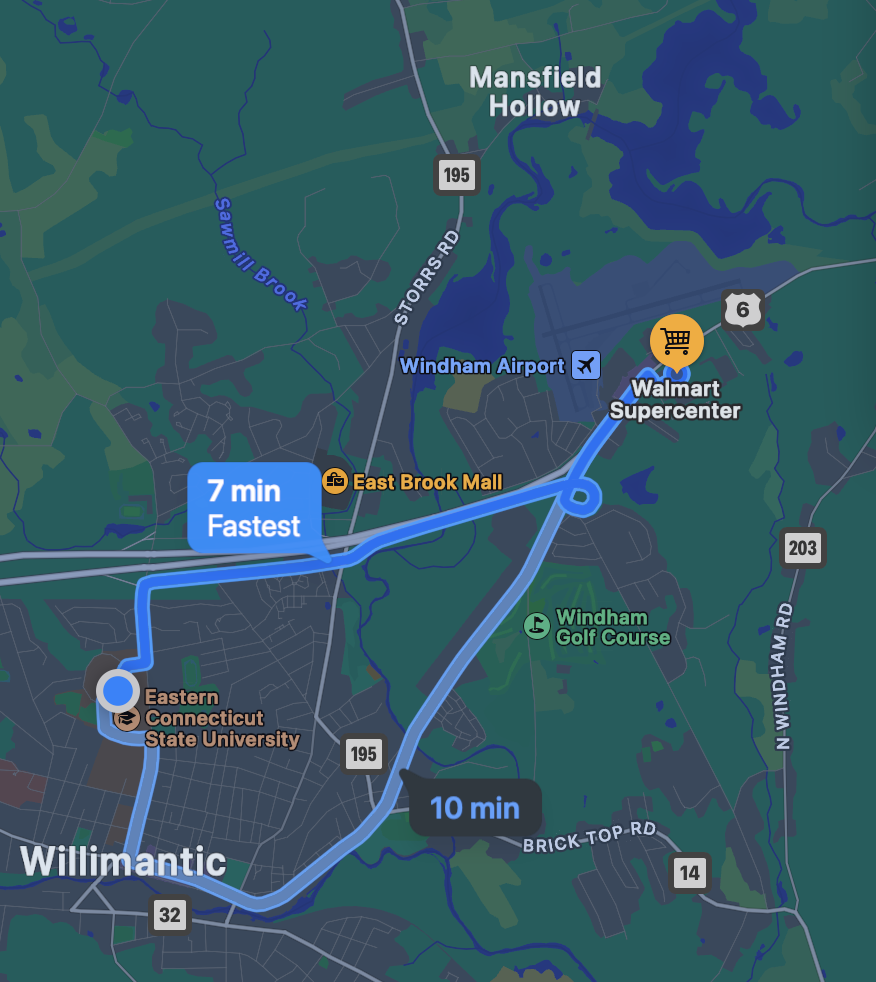 Mansfield
Hollow
195
Sawmill Brook
STORRS RD
6
Windham Airport
Walmart
Supercenter
7 min
Fastest
East Brook Mall
203
Windham
Golf Course
N WINDHAM RD
Eastern
Connecticut
State University
195
10 min
BRICK TOP RD
Willimantic
14
32